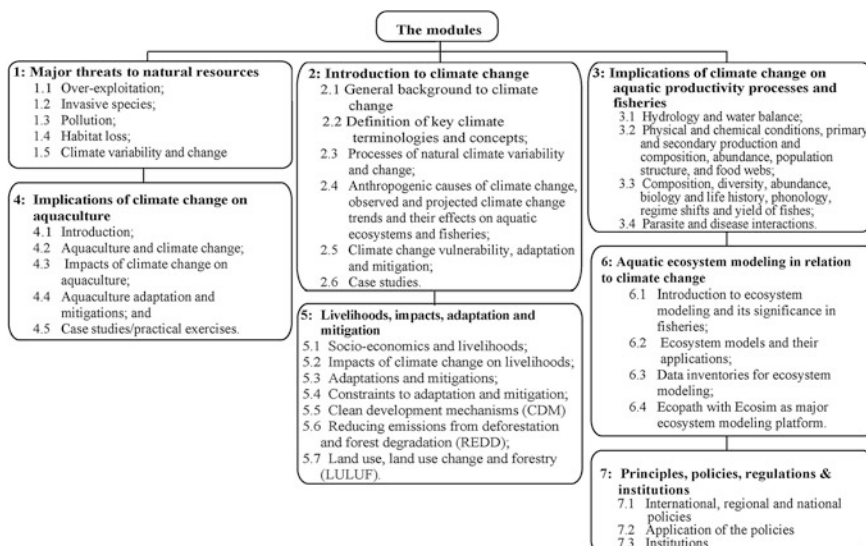 The modules
1: Major threats to natural resources
1.1 Over-exploitation;
1.2 Invasive species;
1.3 Pollution;
1.4 Habitat loss;
1.5 Climate variability and change
4: Implications of climate change on
aquaculture
4.1 Introduction;
4.2 Aquaculture and climate change;
4.3 Impacts of climate change on
aquaculture;
4.4 Aquaculture adaptation and
mitigations; and
4.5 Case studies/practical exercises.
2: Introduction to climate change
2.1 General background to climate
change
2.2 Definition of key climate
terminologies and concepts;
2.3 Processes of natural climate variability
and change;
2.4 Anthropogenic causes of climate change,
observed and projected climate change
trends and their effects on aquatic
ecosystems and fisheries;
2.5 Climate change vulnerability, adaptation
and mitigation;
2.6 Case studies.
5: Livelihoods, impacts, adaptation and
mitigation
5.1 Socio-economics and livelihoods;
5.2 Impacts of climate change on livelihoods;
5.3 Adaptations and mitigations;
5.4 Constraints to adaptation and mitigation;
5.5 Clean development mechanisms (CDM)
5.6 Reducing emissions from deforestation
and forest degradation (REDD);
5.7 Land use, land use change and forestry
(LULUF).
3: Implications of climate change on
aquatic productivity processes and
fisheries
3.1 Hydrology and water balance;
3.2 Physical and chemical conditions, primary
and secondary production and
composition, abundance, population
structure, and food webs;
3.3 Composition, diversity, abundance,
biology and life history, phonology,
regime shifts and yield of fishes;
3.4 Parasite and disease interactions.
6: Aquatic ecosystem modeling in relation
to climate change
6.1 Introduction to ecosystem
modeling and its significance in
fisheries;
6.2 Ecosystem models and their
applications;
6.3 Data inventories for ecosystem
modeling;
6.4 Ecopath with Ecosim as major
ecosystem modeling platform.
7: Principles, policies, regulations &
institutions
7.1 International, regional and national
policies
7.2 Application of the policies
7.3 Institutions